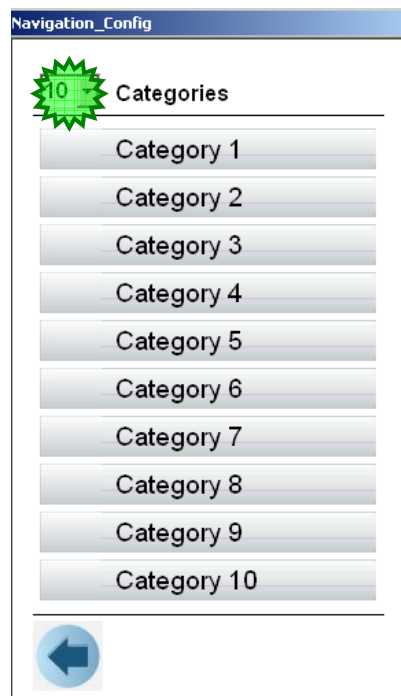 Navigation_Config
10 Categories
Category 1
Category 2
Category 3
Category 4
Category 5
Category 6
Category 7
Category 8
Category 9
Category 10